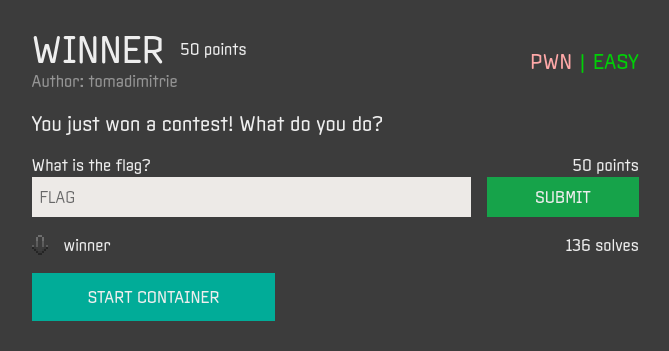 WINNER 50 points
PWN | EASY
Author: tomadimitrie
You just won a contest! What do you do?
What is the flag? 50 points
FLAG SUBMIT
winner 136 solves
START CONTAINER